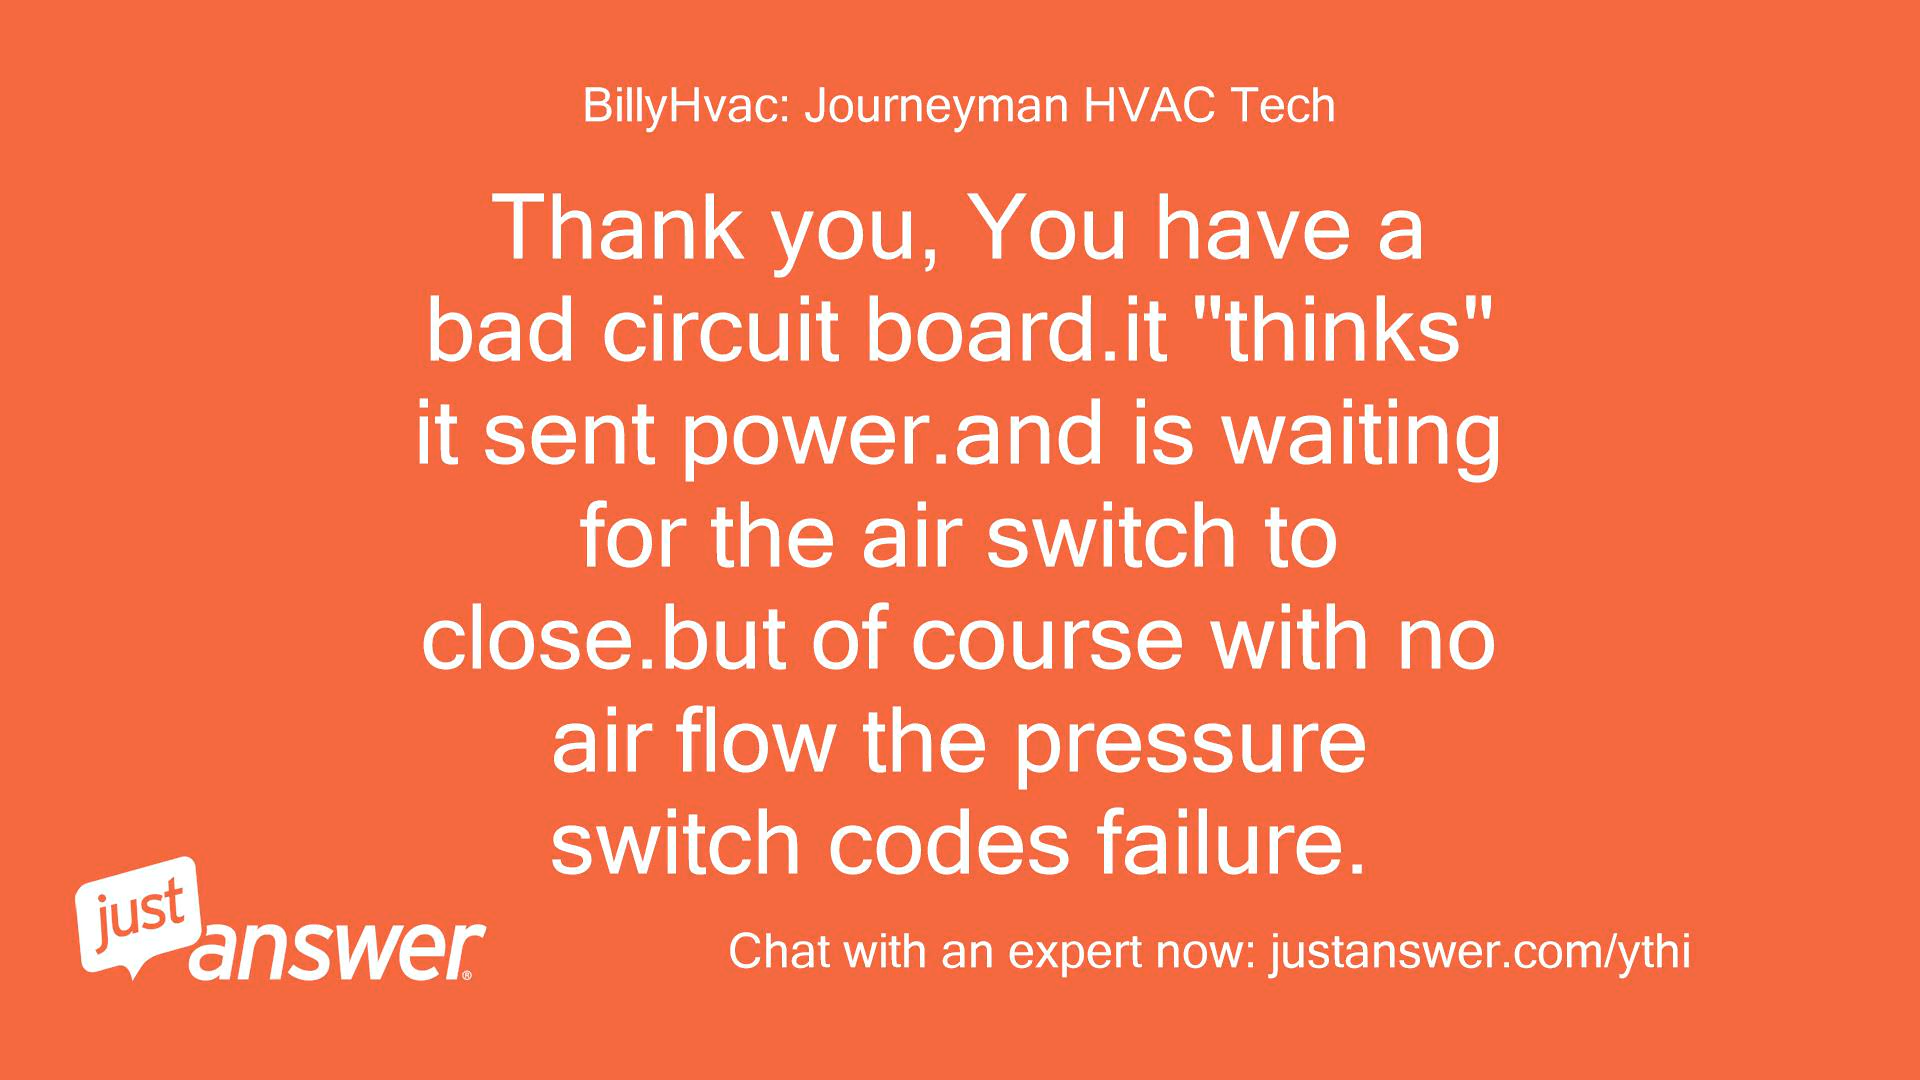 BillyHvac: Journeyman HVAC Tech
Thank you, You have a
bad circuit board.it "thinks"
it sent power.and is waiting
for the air switch to
close.but of course with no
air flow the pressure
switch codes failure.
just
answer®
Chat with an expert now: justanswer.com/ythi